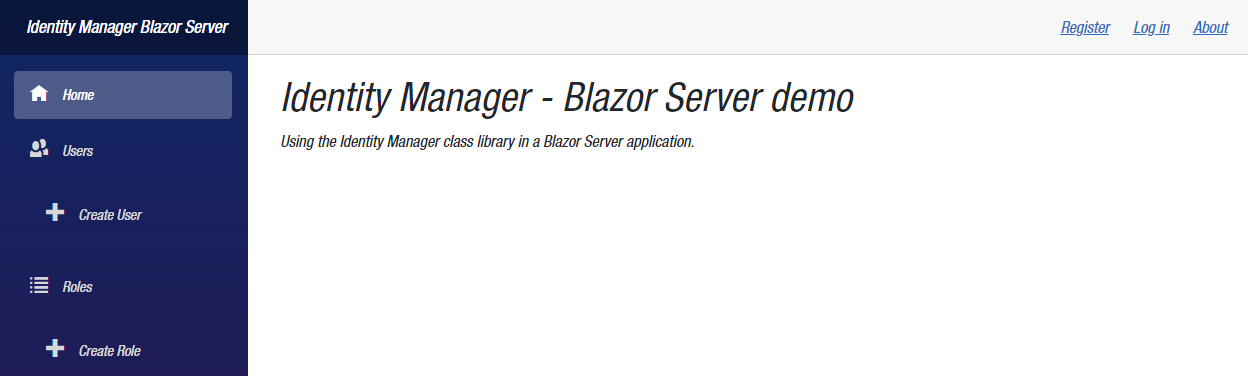 Identity Manager Blazor Server
Register Log in About
Home
Users
Create User
Roles
Create Role
Identity Manager - Blazor Server demo
Using the Identity Manager class library in a Blazor Server application.